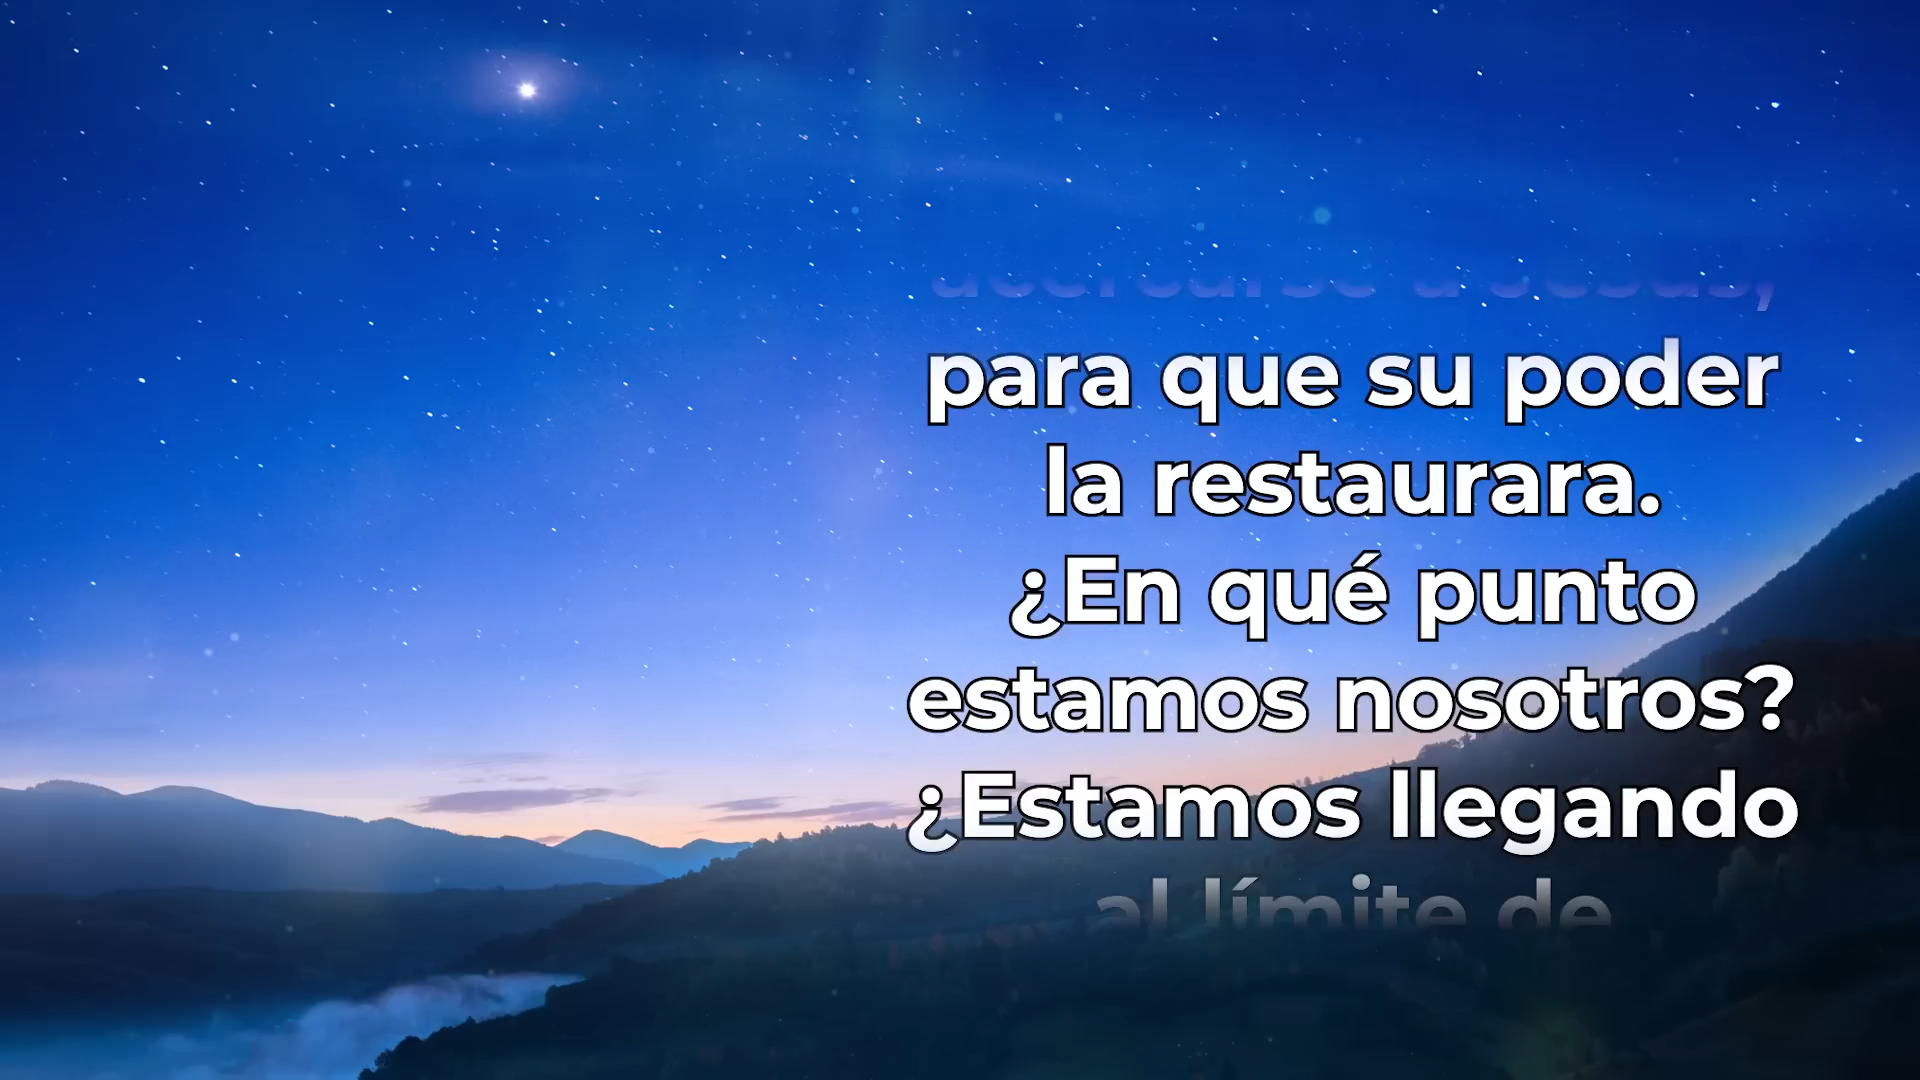 acercarse a Jesús,
para que su poder
la restaurara.
¿En qué punto
estamos nosotros?
¿Estamos llegando
al límite de